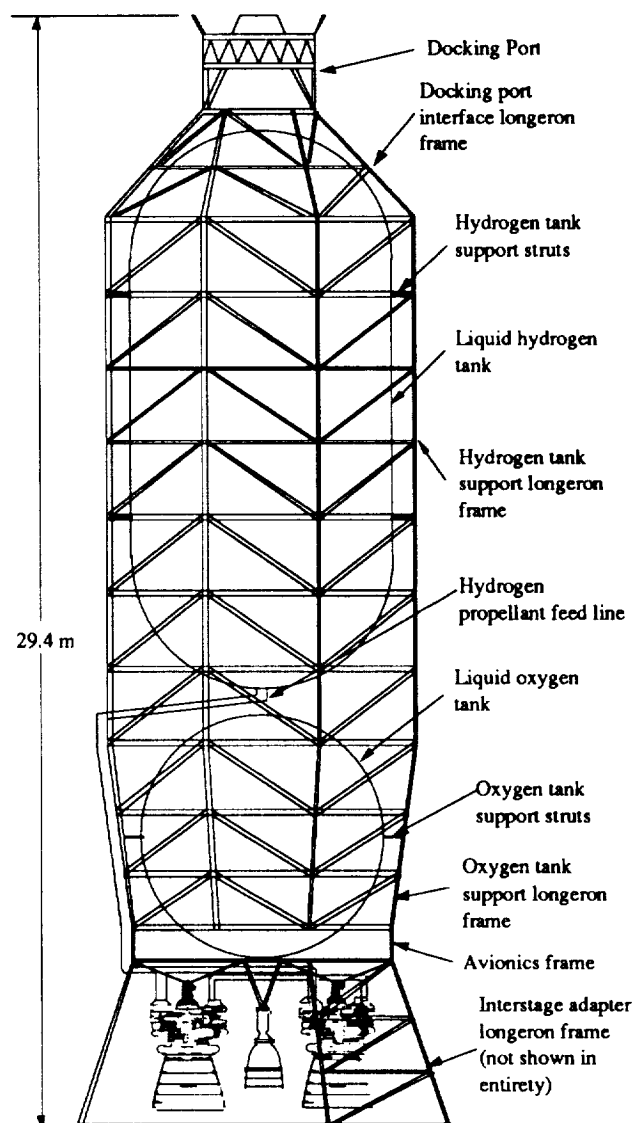 Docking Port
Docking port
interface longeron
frame
Hydrogen tank
support struts
Liquid hydrogen
tank
Hydrogen tank
support longeron
frame
Hydrogen
propellant feed line
29.4 m
Liquid oxygen
tank
Oxygen tank
support struts
Oxygen tank
support longeron
frame
Avionics frame
Interstage adapter
longeron frame
(not shown in
entirety)